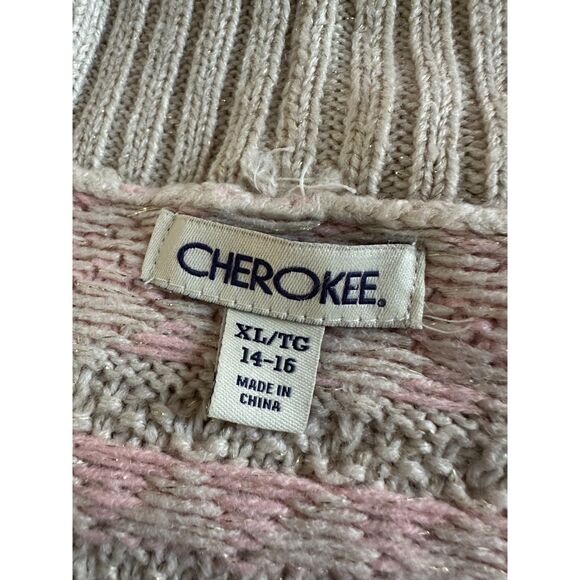 CHEROKEE.
XL/TG
14-16
MADE IN
CHINA